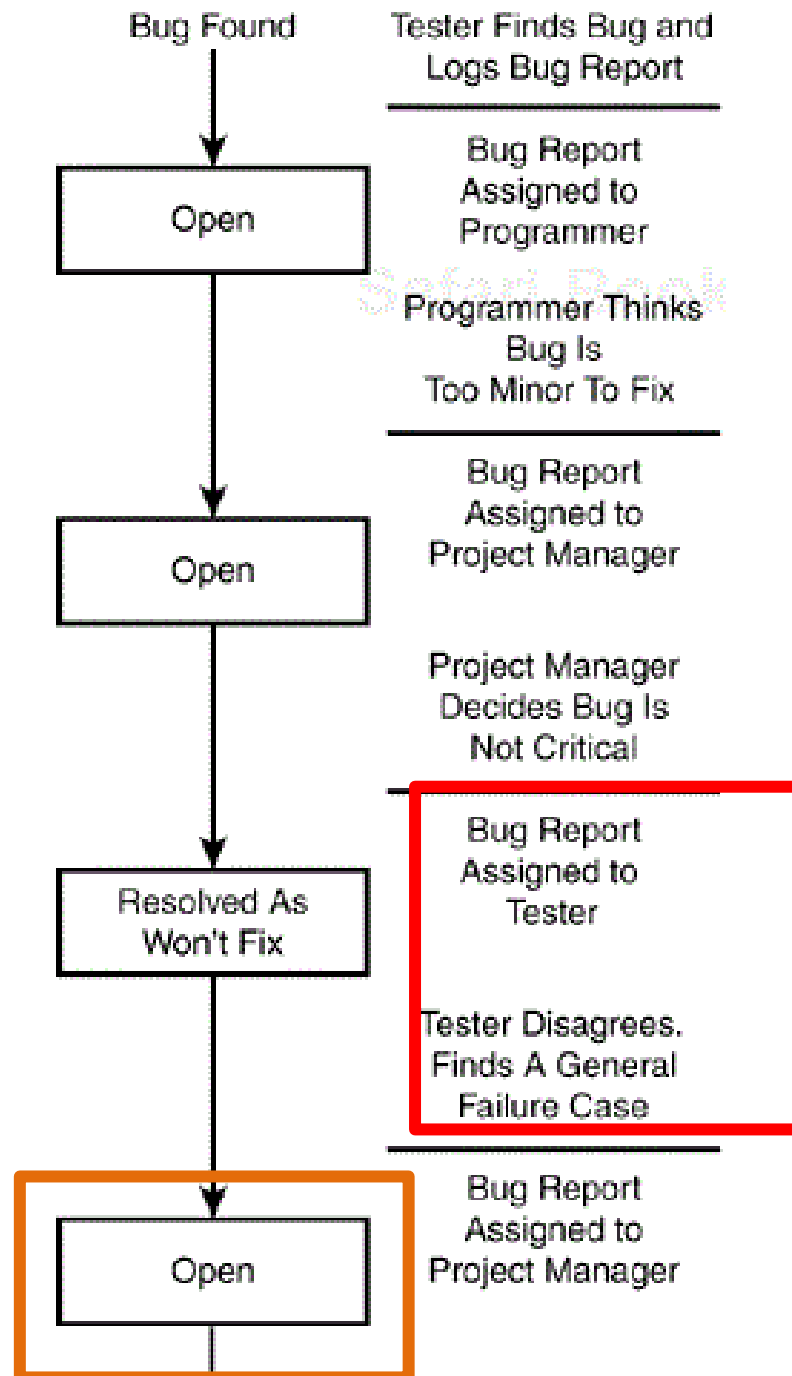 Bug Found
Tester Finds Bug and
Logs Bug Report
Open
Bug Report
Assigned to
Programmer
Programmer Thinks
Bug Is
Too Minor To Fix
Open
Bug Report
Assigned to
Project Manager
Project Manager
Decides Bug Is
Not Critical
Resolved As
Won't Fix
Bug Report
Assigned to
Tester
Tester Disagrees.
Finds A General
Failure Case
Open
Bug Report
Assigned to
Project Manager